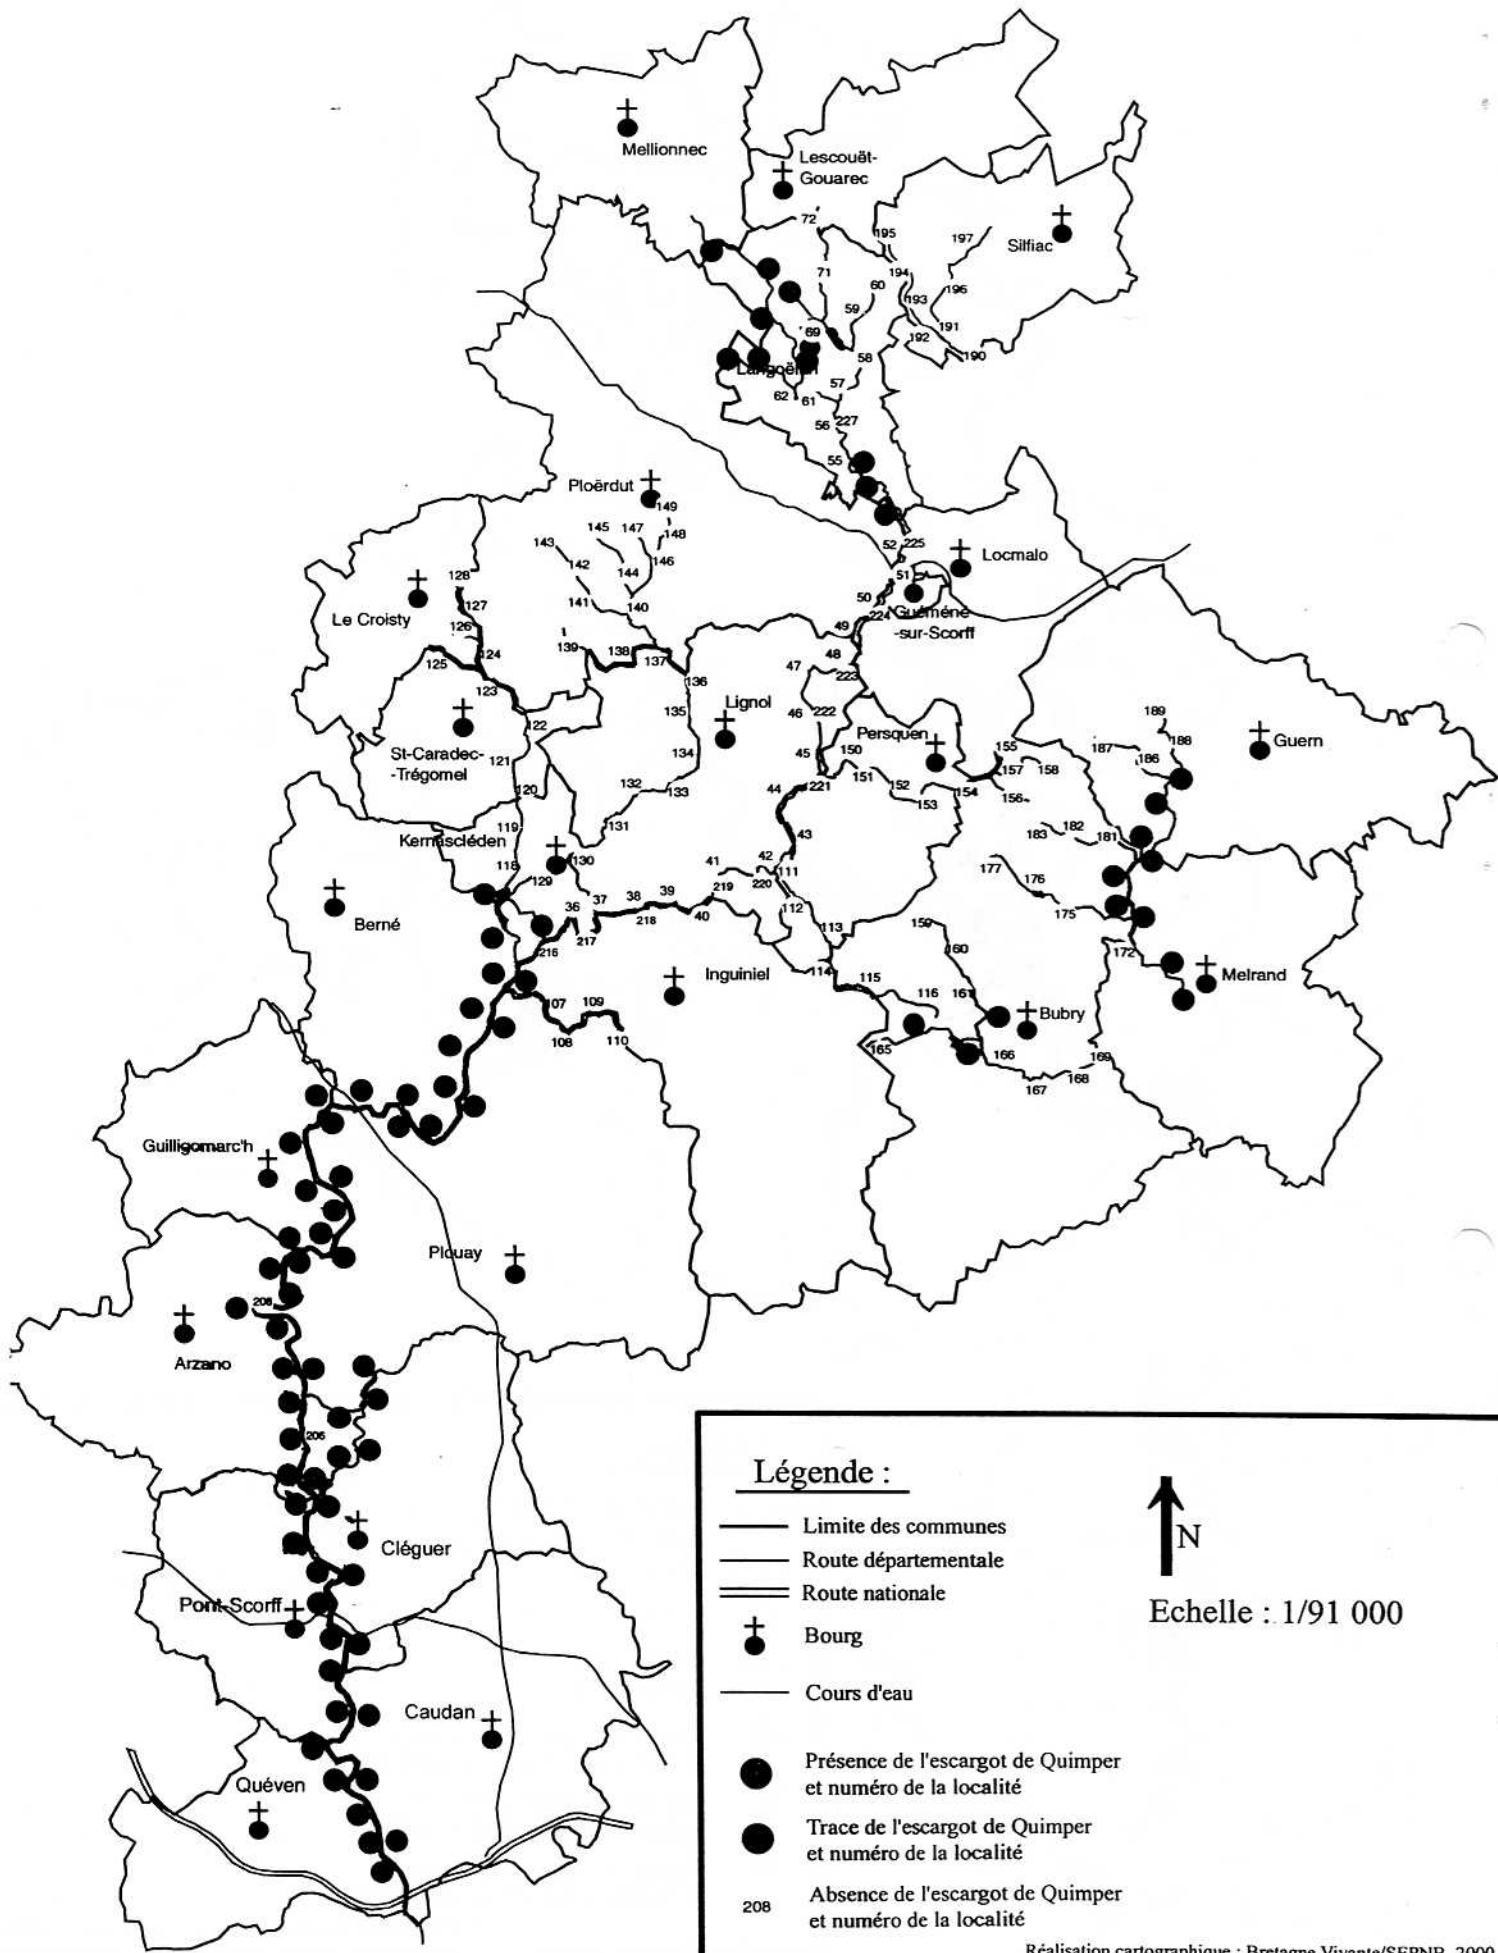 Mellionnec
Lescouët-
Gouarec
72
195
197
Silfiac
71
194
60
196
193
59
69
191
192
190
58
Langoëlan
57
62
61
227
56
55
Ploërdut
149
145
147
148
143
52
225
Locmalo
142
146
144
51
128
50
Guéméné
-sur-Scorff
141
140
127
224
Le Croisty
126
49
139
138
137
48
124
125
47
223
136
123
Lignol
46
222
135
189
122
Persquen
188
Guern
St-Caradec-
-Trégomel
134
45
150
155
187
186
121
151
157
158
132
133
44
221
152
154
120
153
156
119
131
43
183
182
181
Kernascléden
130
41
42
118
111
177
129
220
176
38
39
219
37
36
112
175
Berné
218
40
113
159
217
216
160
172
114
Inguiniel
115
Melrand
116
161
107
109
Bubry
108
110
165
166
169
167
168
Guilligomarc'h
Plouay
208
Arzano
205
Cléguer
Pont-Scorff
Caudan
Quéven
Légende :
Limite des communes
Route départementale
Route nationale
Bourg
Cours d'eau
Présence de l'escargot de Quimper
et numéro de la localité
Trace de l'escargot de Quimper
et numéro de la localité
208
Absence de l'escargot de Quimper
et numéro de la localité
N
Echelle : 1/91 000
Réalisation cartographique : Bretagne Vivante/SEPNB, 2000